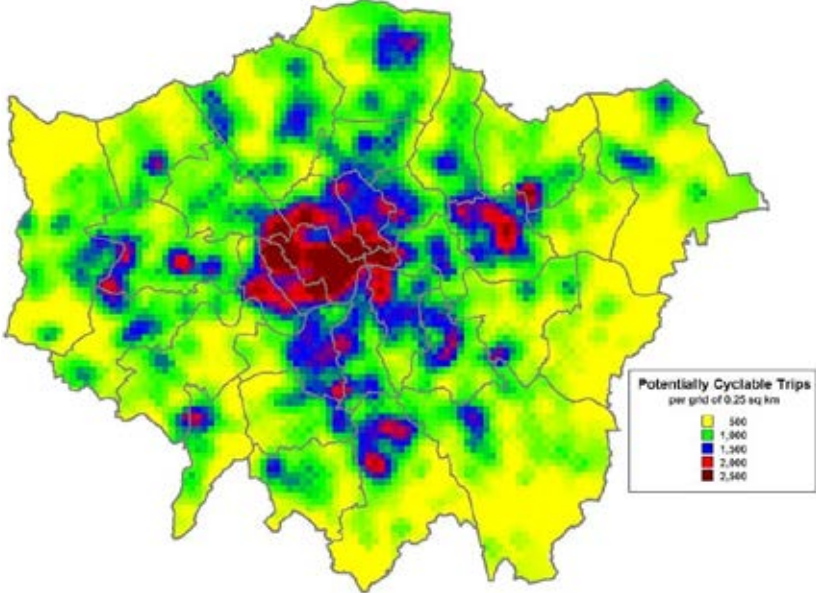 Potentially Cyclable Trips
per grid of 0.25 sq km
500
1,000
1,500
2,000
2,500